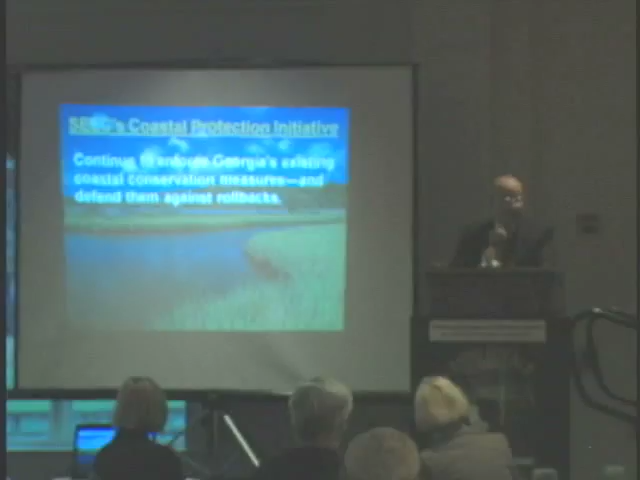 SELC's Coastal Protection Initiative
Continue to enforce Georgia's existing
coastal conservation measures—and
defend them against rollbacks.